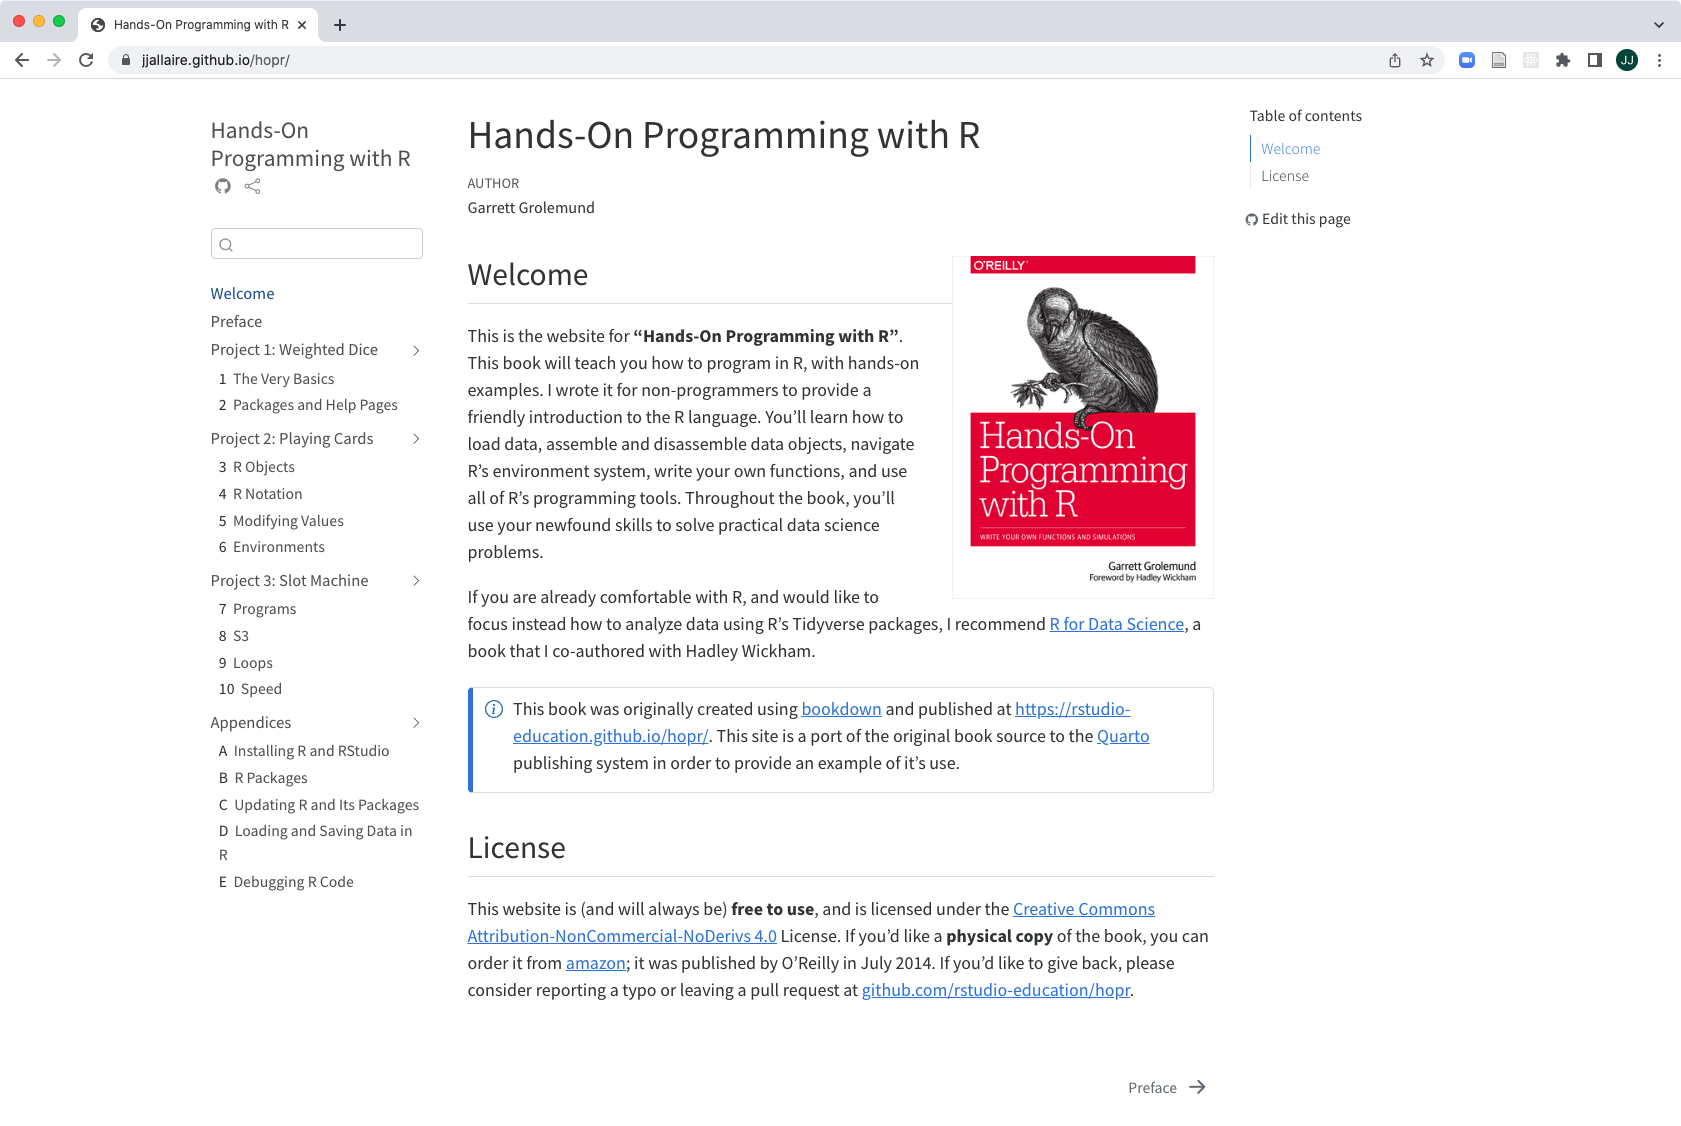 Hands-On Programming with R
jjallaire.github.io/hopr/
JJ
Hands-On
Programming with R
Welcome
Preface
Project 1: Weighted Dice
1 The Very Basics
2 Packages and Help Pages
Project 2: Playing Cards
3 R Objects
4 R Notation
5 Modifying Values
6 Environments
Project 3: Slot Machine
7 Programs
8 S3
9 Loops
10 Speed
Appendices
A Installing R and RStudio
B R Packages
C Updating R and Its Packages
D Loading and Saving Data in
R
E Debugging R Code
Hands-On Programming with R
AUTHOR
Garrett Grolemund
Welcome
This is the website for “Hands-On Programming with R”.
This book will teach you how to program in R, with hands-on
examples. I wrote it for non-programmers to provide a
friendly introduction to the R language. You’ll learn how to
load data, assemble and disassemble data objects, navigate
R’s environment system, write your own functions, and use
all of R’s programming tools. Throughout the book, you’ll
use your newfound skills to solve practical data science
problems.
O'REILLY
Hands-On
Programming
with R
WRITE YOUR OWN FUNCTIONS AND SIMULATIONS
Garrett Grolemund
Foreword by Hadley Wickham
If you are already comfortable with R, and would like to
focus instead how to analyze data using R’s Tidyverse packages, I recommend R for Data Science, a
book that I co-authored with Hadley Wickham.
This book was originally created using bookdown and published at https://rstudio-
education.github.io/hopr/. This site is a port of the original book source to the Quarto
publishing system in order to provide an example of it’s use.
License
This website is (and will always be) free to use, and is licensed under the Creative Commons
Attribution-NonCommercial-NoDerivs 4.0 License. If you’d like a physical copy of the book, you can
order it from amazon; it was published by O’Reilly in July 2014. If you’d like to give back, please
consider reporting a typo or leaving a pull request at github.com/rstudio-education/hopr.
Preface
Table of contents
Welcome
License
Edit this page